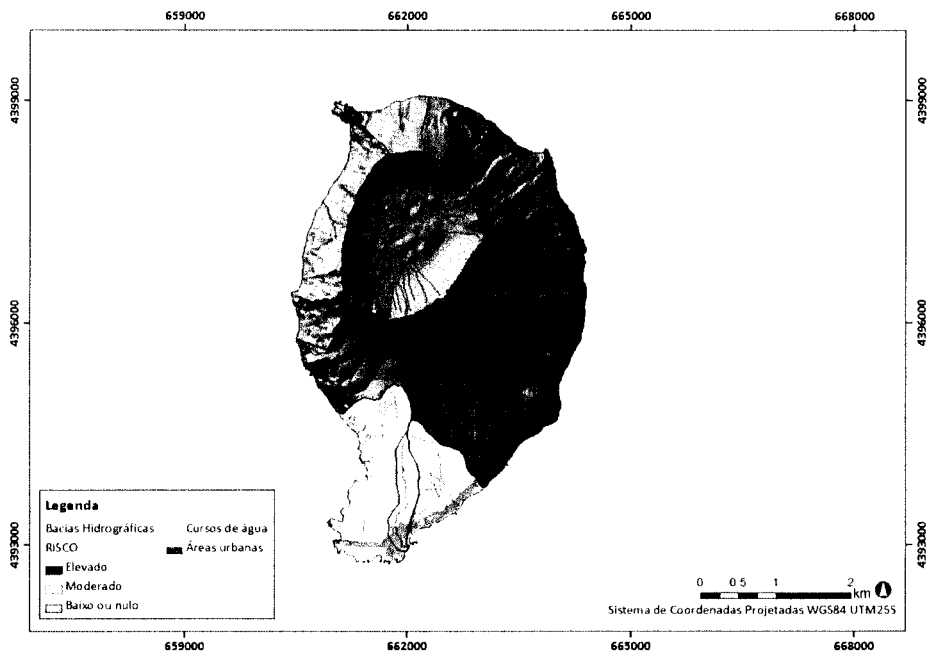 659000 662000 665000 668000
4399000 4399000
4396000 4396000
4393000 4393000
Legenda
Bacias Hidrográficas Cursos de água
RISCO Áreas urbanas
Elevado
Moderado
Baixo ou nulo
0 0.5 1 2 km
Sistema de Coordenadas Projetadas WGS84 UTM25S
659000 662000 665000 668000